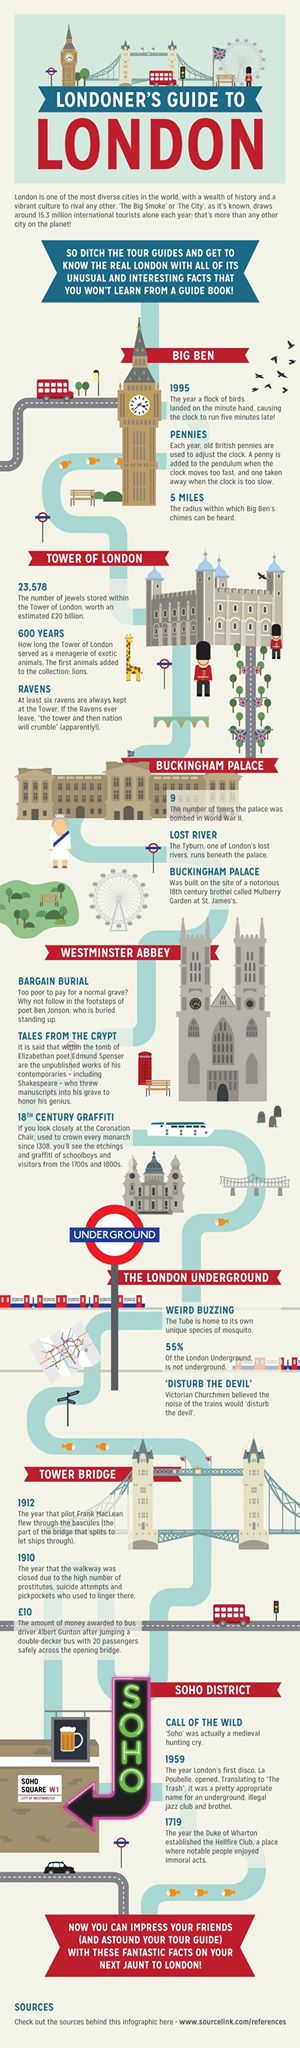 LONDONER'S GUIDE TO
LONDON
London is one of the most diverse cities in the world, with a wealth of history and a
vibrant culture to rival any other. 'The Big Smoke' or 'The City', as it's known, draws
around 15.3 million international tourists alone each year; that's more than any other
city on the planet!
SO DITCH THE TOUR GUIDES AND GET TO
KNOW THE REAL LONDON WITH ALL OF ITS
UNUSUAL AND INTERESTING FACTS THAT
YOU WON'T LEARN FROM A GUIDE BOOK!
BIG BEN
1995
The year a flock of birds
landed on the minute hand, causing
the clock to run five minutes late!
PENNIES
Each year, old British pennies are
used to adjust the clock. A penny is
added to the pendulum when the
clock moves too fast, and one taken
away when the clock is too slow.
5 MILES
The radius within which Big Ben's
chimes can be heard.
TOWER OF LONDON
23,578
The number of jewels stored within
the Tower of London, worth an
estimated £20 billion.
600 YEARS
How long the Tower of London
served as a menagerie of exotic
animals. The first animals added
to the collection: lions.
RAVENS
At least six ravens are always kept
at the Tower. If the Ravens ever
leave, "the tower and then nation
will crumble" (apparently!).
BUCKINGHAM PALACE
9
The number of times the palace was
bombed in World War II.
LOST RIVER
The Tyburn, one of London's lost
rivers, runs beneath the palace.
BUCKINGHAM PALACE
Was built on the site of a notorious
18th century brothel called Mulberry
Garden at St. James's.
WESTMINSTER ABBEY
BARGAIN BURIAL
Too poor to pay for a normal grave?
Why not follow in the footsteps of
poet Ben Jonson, who is buried
standing up.
TALES FROM THE CRYPT
It is said that within the tomb of
Elizabethan poet Edmund Spenser
are the unpublished works of his
contemporaries - including
Shakespeare - who threw
manuscripts into his grave to
honor his genius.
18TH CENTURY GRAFFITI
If you look closely at the Coronation
Chair, used to crown every monarch
since 1308, you'll see the etchings
and graffiti of schoolboys and
visitors from the 1700s and 1800s.
UNDERGROUND
THE LONDON UNDERGROUND
WEIRD BUZZING
The Tube is home to its own
unique species of mosquito.
55%
Of the London Underground
is not underground.
'DISTURB THE DEVIL'
Victorian Churchmen believed the
noise of the trains would 'disturb
the devil'.
TOWER BRIDGE
1912
The year that pilot Frank MacLean
flew through the bascules (the
part of the bridge that splits to
let ships through).
1910
The year that the walkway was
closed due to the high number of
prostitutes, suicide attempts and
pickpockets who used to linger there.
£10
The amount of money awarded to bus
driver Albert Gunton after jumping a
double-decker bus with 20 passengers
safely across the opening bridge.
SOHO DISTRICT
SOHO
SOHO
SQUARE W1
CITY OF WESTMINSTER
CALL OF THE WILD
'Soho' was actually a medieval
hunting cry.
1959
The year London's first disco, La
Poubelle, opened. Translating to "The
Trash", it was a pretty appropriate
name for an underground, illegal
jazz club and brothel.
1719
The year the Duke of Wharton
established the Hellfire Club, a place
where notable people enjoyed
immoral acts.
NOW YOU CAN IMPRESS YOUR FRIENDS
(AND ASTOUND YOUR TOUR GUIDE)
WITH THESE FANTASTIC FACTS ON YOUR
NEXT JAUNT TO LONDON!
SOURCES
Check out the sources behind this infographic here - www.sourcelink.com/references